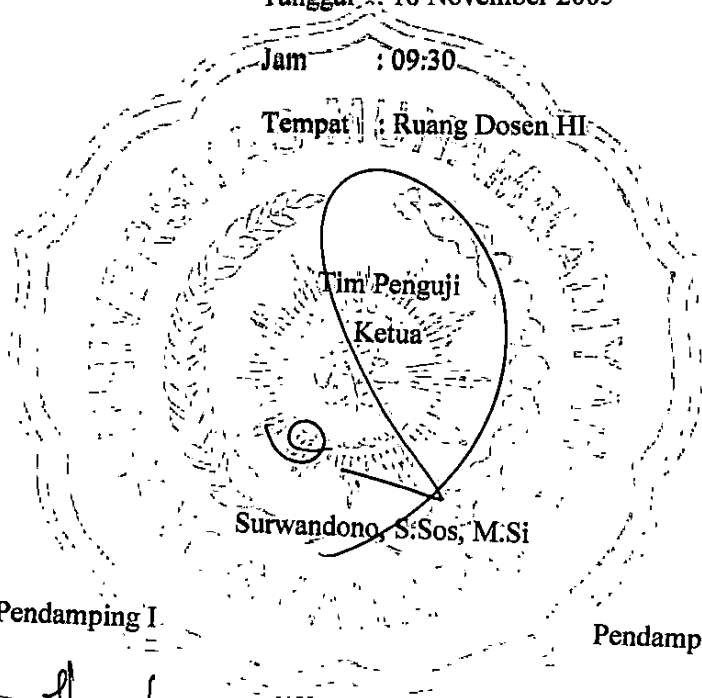 Jam : 09:30
Tempat : Ruang Dosen HI
Tim Penguji
Ketua
Surwandono, S.Sos, M.Si
Pendamping I